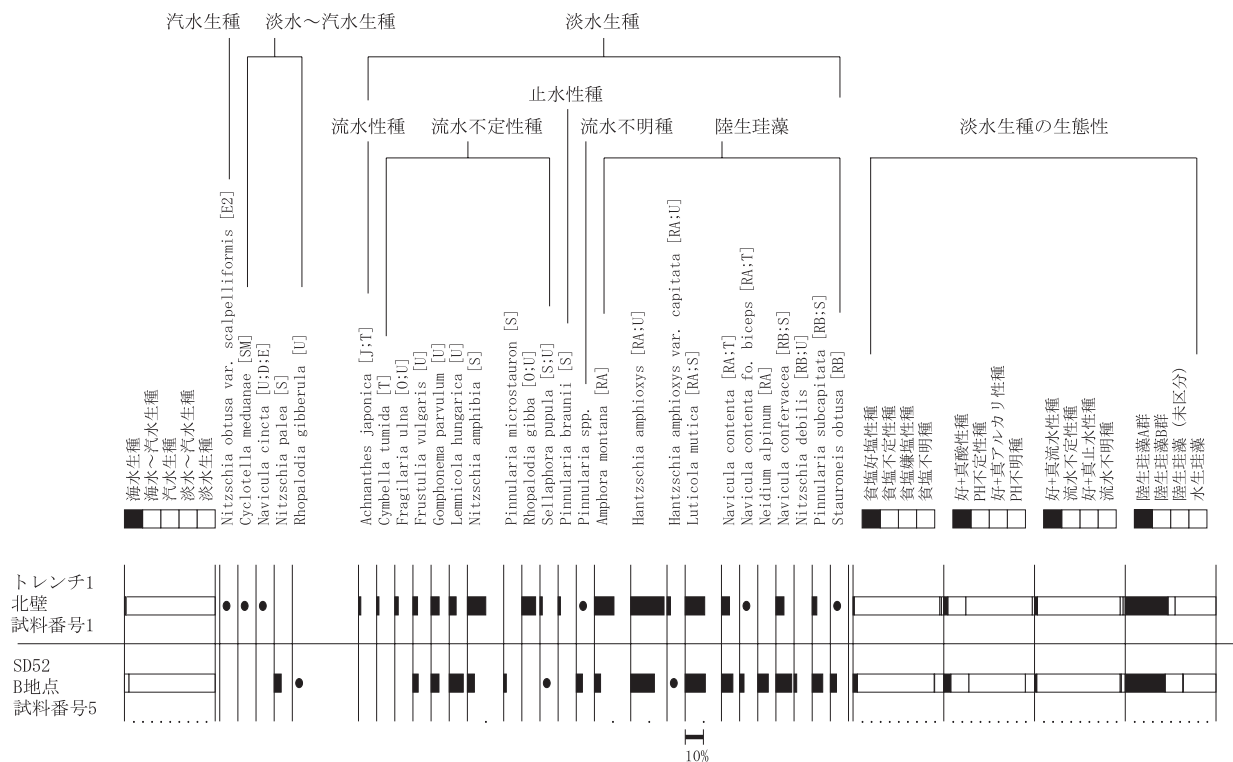 汽水生種
淡水～汽水生種
淡水生種
止水性種
流水性種
流水不定性種
流水不明種
陸生珪藻
淡水生種の生態性
海水生種
海水～汽水生種
汽水生種
淡水～汽水生種
淡水生種
Nitzschia obtusa var. scalpelliformis [E2]
Cyclotella meduanae [SM]
Navicula cincta [U;D;E]
Nitzschia palea [S]
Rhopalodia gibberula [U]
Achnanthes japonica [J;T]
Cymbella tumida [T]
Fragilaria ulna [O;U]
Frustulia vulgaris [U]
Gomphonema parvulum [U]
Lemnicola hungarica [U]
Nitzschia amphibia [S]
Pinnularia microstauron [S]
Rhopalodia gibba [O;U]
Sellaphora pupula [S;U]
Pinnularia braunii [S]
Pinnularia spp.
Amphora montana [RA]
Hantzschia amphioxys [RA;U]
Hantzschia amphioxys var. capitata [RA;U]
Luticola mutica [RA;S]
Navicula contenta [RA;T]
Navicula contenta fo. biceps [RA;T]
Neidium alpinum [RA]
Navicula confervacea [RB;S]
Nitzschia debilis [RB;U]
Pinnularia subcapitata [RB;S]
Stauroneis obtusa [RB]
貧塩好塩性種
貧塩不定性種
貧塩嫌塩性種
貧塩不明種
好+真酸性種
PH不定性種
好+真アルカリ性種
PH不明種
好+真流水性種
流水不定性種
好+真止水性種
流水不明種
陸生珪藻A群
陸生珪藻B群
陸生珪藻（未区分）
水生珪藻
トレンチ1
北壁
試料番号1
SD52
B地点
試料番号5
10%